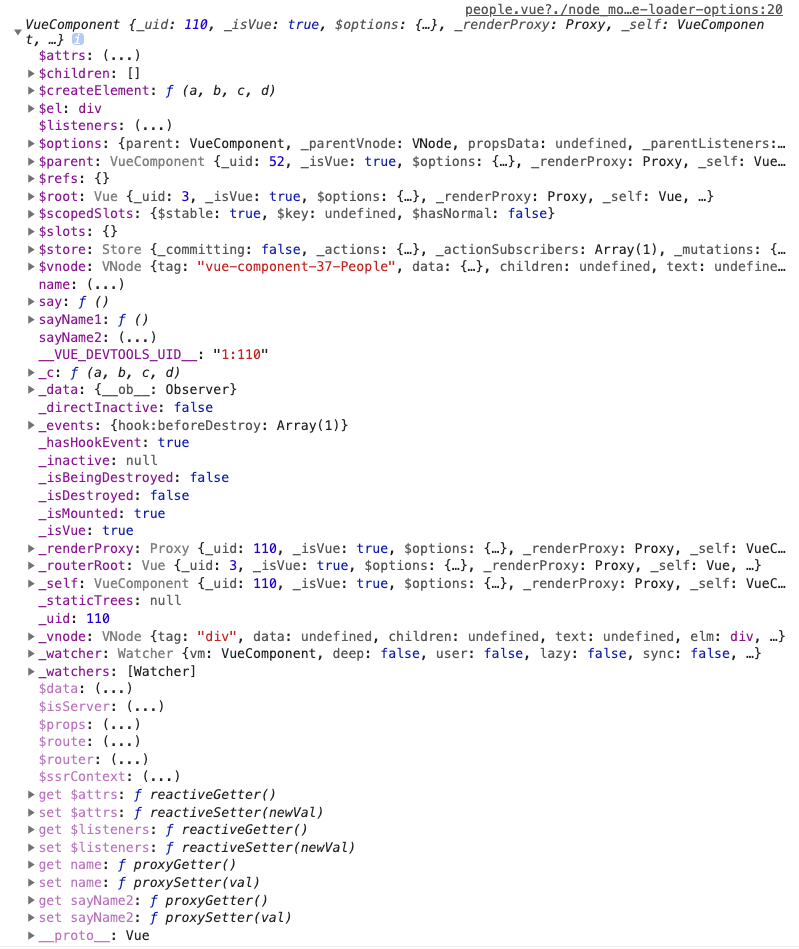 people.vue?./node_mo…e-loader-options:20
VueComponent {_uid: 110, _isVue: true, $options: {…}, _renderProxy: Proxy, _self: VueComponen
t, …} i
$attrs: (...)
$children: []
$createElement: ƒ (a, b, c, d)
$el: div
$listeners: (...)
$options: {parent: VueComponent, _parentVnode: VNode, propsData: undefined, _parentListeners:…
$parent: VueComponent {_uid: 52, _isVue: true, $options: {…}, _renderProxy: Proxy, _self: Vue…
$refs: {}
$root: Vue {_uid: 3, _isVue: true, $options: {…}, _renderProxy: Proxy, _self: Vue, …}
$scopedSlots: {$stable: true, $key: undefined, $hasNormal: false}
$slots: {}
$store: Store {_committing: false, _actions: {…}, _actionSubscribers: Array(1), _mutations: {…
$vnode: VNode {tag: "vue-component-37-People", data: {…}, children: undefined, text: undefine…
name: (...)
say: ƒ ()
sayName1: ƒ ()
sayName2: (...)
__VUE_DEVTOOLS_UID__: "1:110"
_c: ƒ (a, b, c, d)
_data: {__ob__: Observer}
_directInactive: false
_events: {hook:beforeDestroy: Array(1)}
_hasHookEvent: true
_inactive: null
_isBeingDestroyed: false
_isDestroyed: false
_isMounted: true
_isVue: true
_renderProxy: Proxy {_uid: 110, _isVue: true, $options: {…}, _renderProxy: Proxy, _self: VueC…
_routerRoot: Vue {_uid: 3, _isVue: true, $options: {…}, _renderProxy: Proxy, _self: Vue, …}
_self: VueComponent {_uid: 110, _isVue: true, $options: {…}, _renderProxy: Proxy, _self: VueC…
_staticTrees: null
_uid: 110
_vnode: VNode {tag: "div", data: undefined, children: undefined, text: undefined, elm: div, …}
_watcher: Watcher {vm: VueComponent, deep: false, user: false, lazy: false, sync: false, …}
_watchers: [Watcher]
$data: (...)
$isServer: (...)
$props: (...)
$route: (...)
$router: (...)
$ssrContext: (...)
get $attrs: ƒ reactiveGetter()
set $attrs: ƒ reactiveSetter(newVal)
get $listeners: ƒ reactiveGetter()
set $listeners: ƒ reactiveSetter(newVal)
get name: ƒ proxyGetter()
set name: ƒ proxySetter(val)
get sayName2: ƒ proxyGetter()
set sayName2: ƒ proxySetter(val)
__proto__: Vue